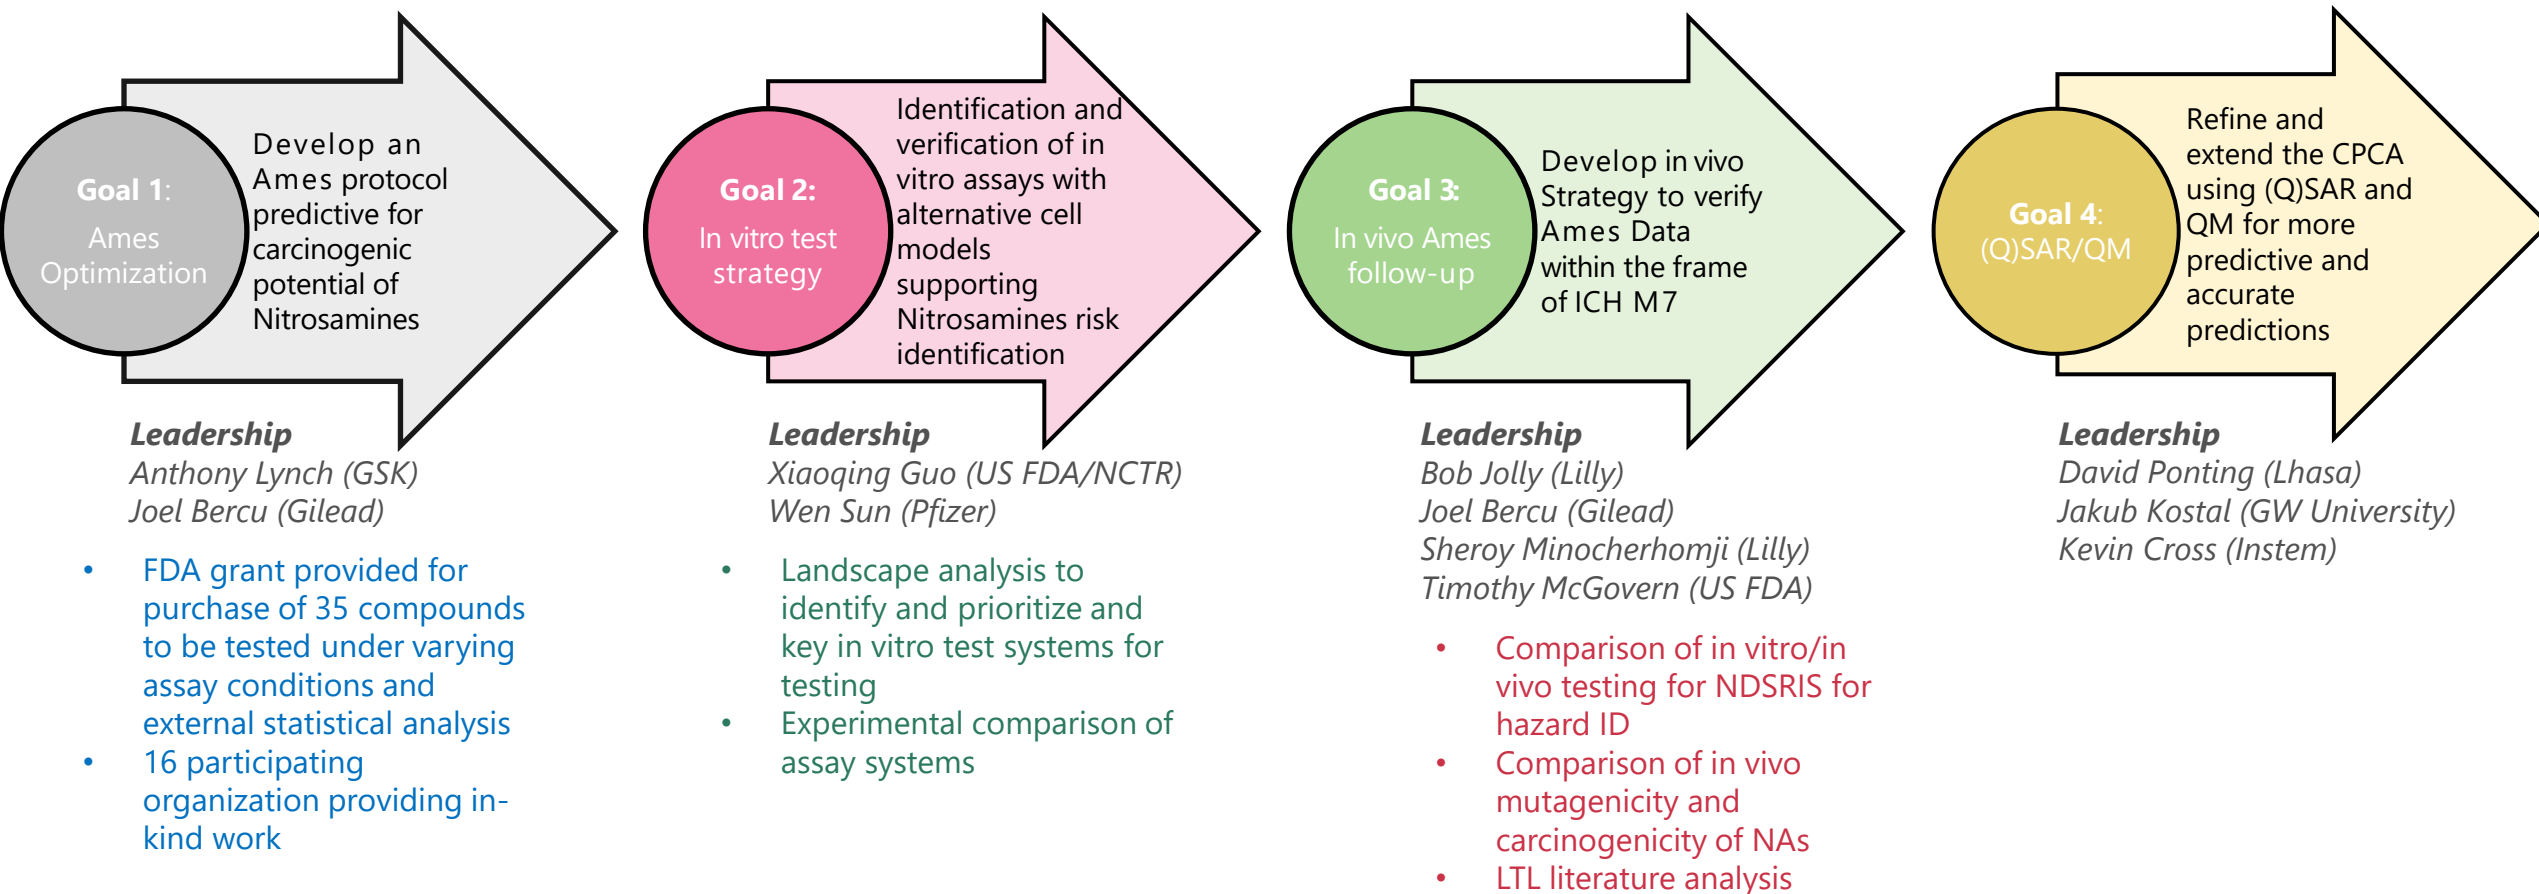 Goal 1:
Ames
Optimization
Develop an
Ames protocol
predictive for
carcinogenic
potential of
Nitrosamines
Leadership
Anthony Lynch (GSK)
Joel Bercu (Gilead)
• FDA grant provided for
purchase of 35 compounds
to be tested under varying
assay conditions and
external statistical analysis
• 16 participating
organization providing in-
kind work
Goal 2:
In vitro test
strategy
Identification and
verification of in
vitro assays with
alternative cell
models
supporting
Nitrosamines risk
identification
Leadership
Xiaoqing Guo (US FDA/NCTR)
Wen Sun (Pfizer)
• Landscape analysis to
identify and prioritize and
key in vitro test systems for
testing
• Experimental comparison of
assay systems
Goal 3:
In vivo Ames
follow-up
Develop in vivo
Strategy to verify
Ames Data
within the frame
of ICH M7
Leadership
Bob Jolly (Lilly)
Joel Bercu (Gilead)
Sheroy Minocherhomji (Lilly)
Timothy McGovern (US FDA)
• Comparison of in vitro/in
vivo testing for NDSRIS for
hazard ID
• Comparison of in vivo
mutagenicity and
carcinogenicity of NAs
• LTL literature analysis
Goal 4:
(Q)SAR/QM
Refine and
extend the CPCA
using (Q)SAR and
QM for more
predictive and
accurate
predictions
Leadership
David Ponting (Lhasa)
Jakub Kostal (GW University)
Kevin Cross (Instem)